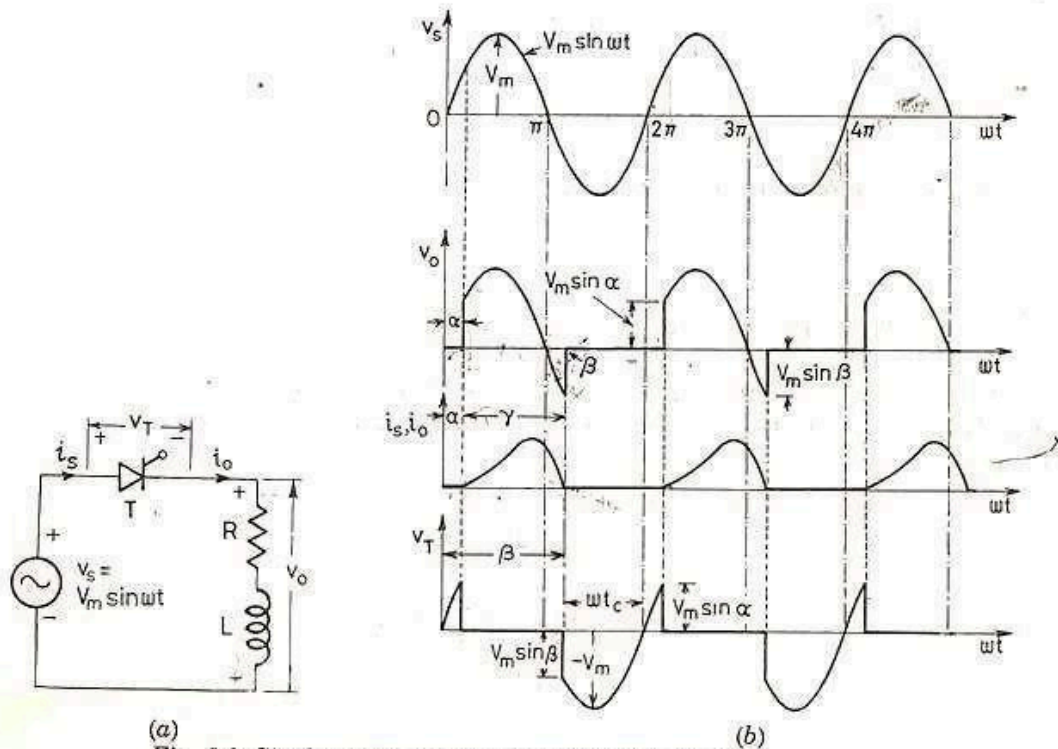 v_s
V_m sin ωt
V_m
0
π
2π
3π
4π
ωt
v_o
V_m sin α
α
β
V_m sin β
ωt
i_s, i_o
α
γ
ωt
v_T
β
ωt_c
V_m sin α
V_m sin β
-V_m
ωt
v_T
+
−
i_s
i_o
T
+
+
R
v_s =
V_m sin ωt
v_o
L
−
−
(a)
(b)